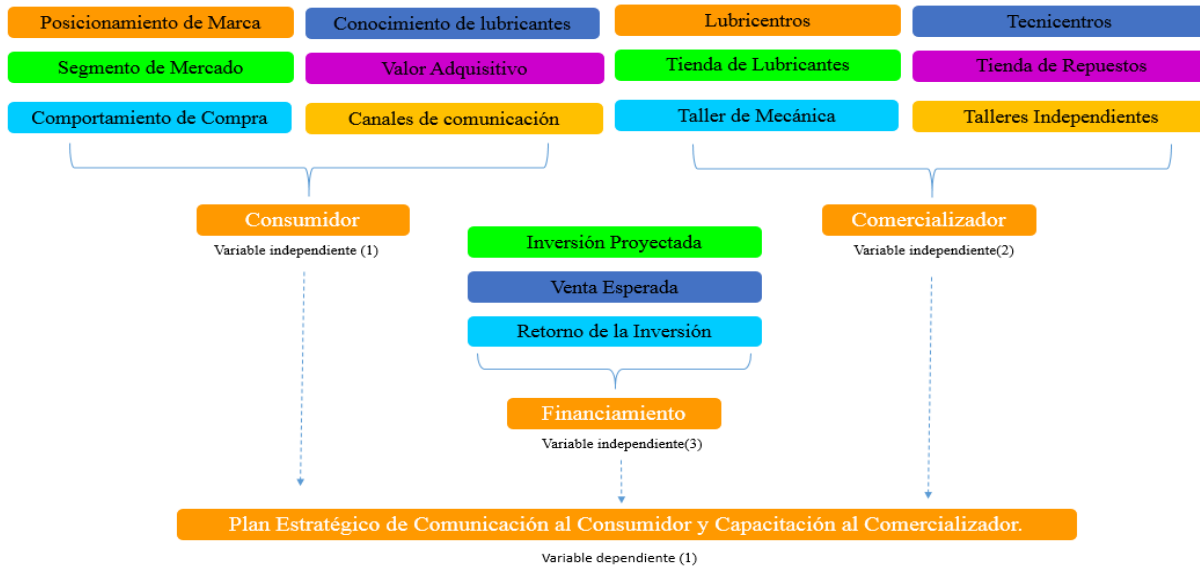 Posicionamiento de Marca
Conocimiento de lubricantes
Lubricentros
Tecnicentros
Segmento de Mercado
Valor Adquisitivo
Tienda de Lubricantes
Tienda de Repuestos
Comportamiento de Compra
Canales de comunicación
Taller de Mecánica
Talleres Independientes
Consumidor
Variable independiente (1)
Comercializador
Variable independiente(2)
Inversión Proyectada
Venta Esperada
Retorno de la Inversión
Financiamiento
Variable independiente(3)
Plan Estratégico de Comunicación al Consumidor y Capacitación al Comercializador.
Variable dependiente (1)